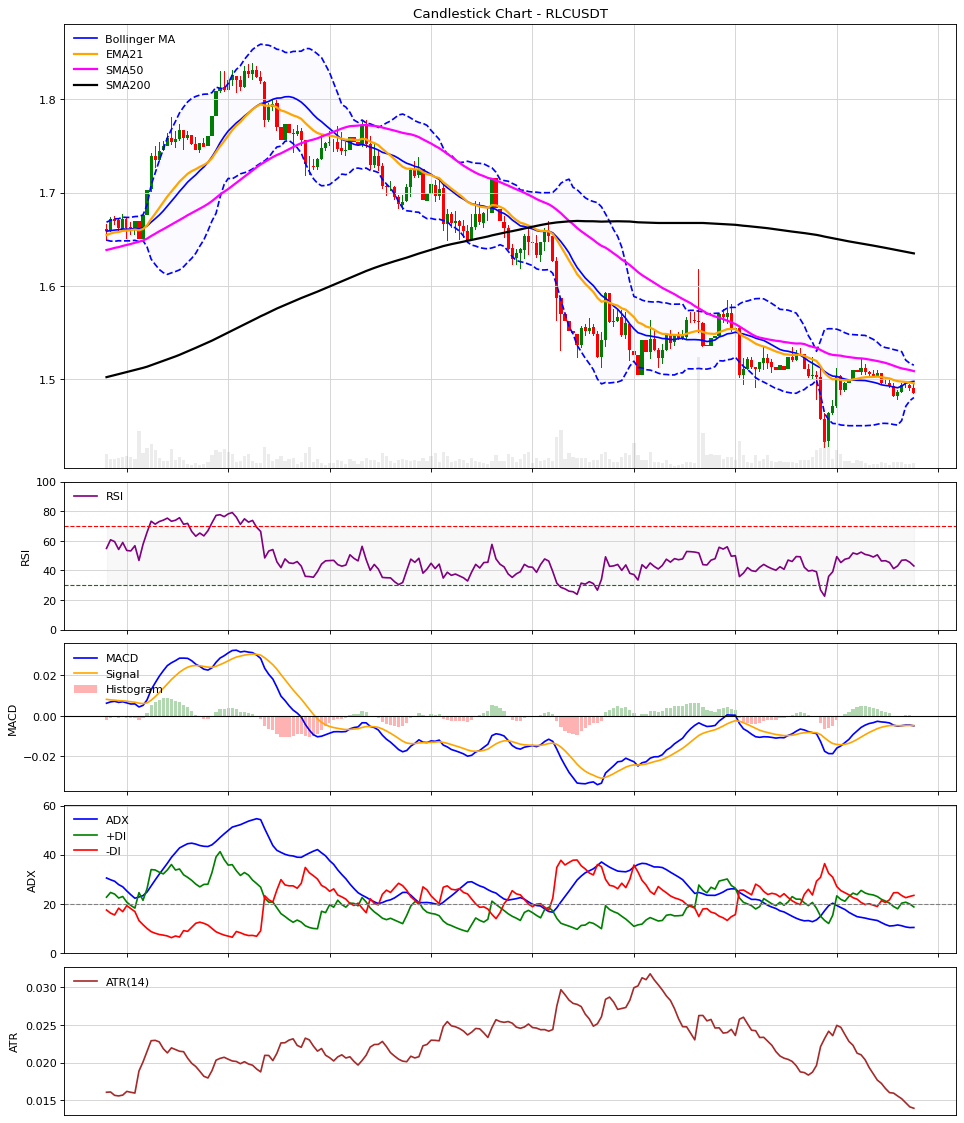 Candlestick Chart - RLCUSDT
Bollinger MA
EMA21
SMA50
SMA200
1.8
1.7
1.6
1.5
RSI
100
80
60
40
20
0
RSI
MACD
Signal
Histogram
0.02
0.00
−0.02
MACD
ADX
+DI
-DI
60
40
20
0
ADX
ATR(14)
0.030
0.025
0.020
0.015
ATR